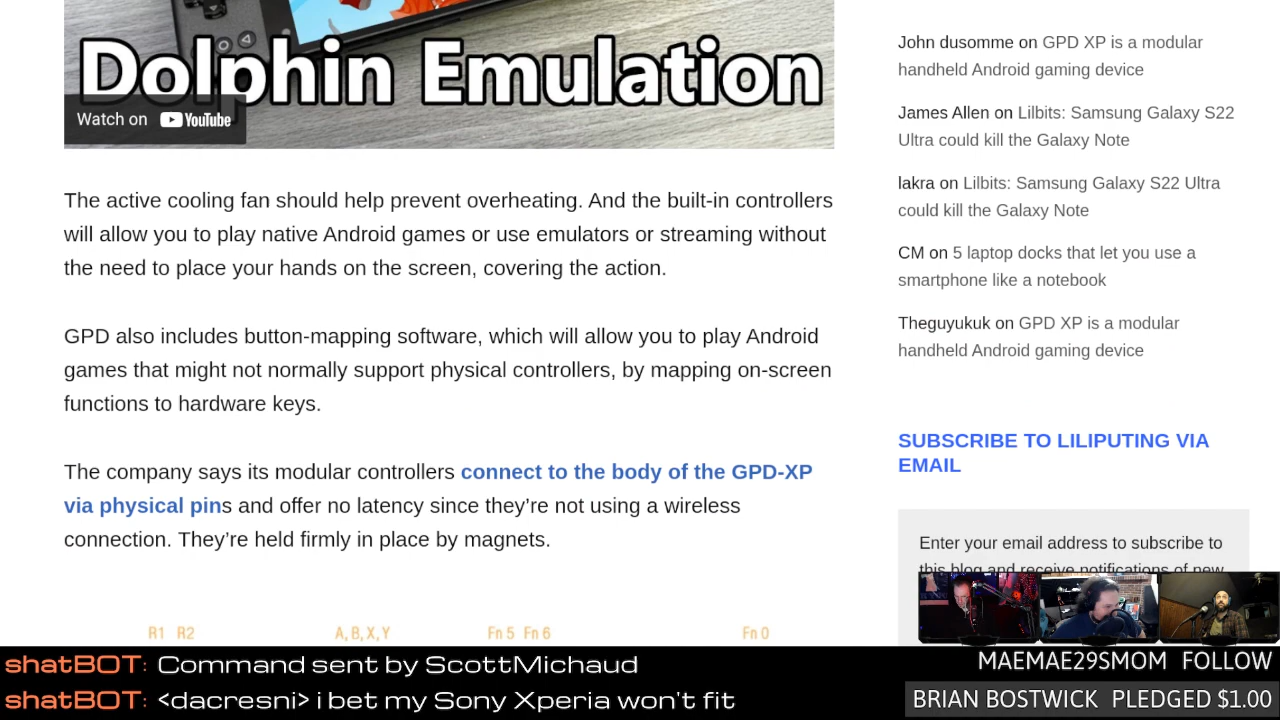 Dolphin Emulation
Watch on YouTube
The active cooling fan should help prevent overheating. And the built-in controllers
will allow you to play native Android games or use emulators or streaming without
the need to place your hands on the screen, covering the action.
GPD also includes button-mapping software, which will allow you to play Android
games that might not normally support physical controllers, by mapping on-screen
functions to hardware keys.
The company says its modular controllers connect to the body of the GPD-XP
via physical pins and offer no latency since they’re not using a wireless
connection. They’re held firmly in place by magnets.
R1 R2 A, B, X, Y Fn 5 Fn 6 Fn 0
John dusomme on GPD XP is a modular
handheld Android gaming device
James Allen on Lilbits: Samsung Galaxy S22
Ultra could kill the Galaxy Note
lakra on Lilbits: Samsung Galaxy S22 Ultra
could kill the Galaxy Note
CM on 5 laptop docks that let you use a
smartphone like a notebook
Theguyukuk on GPD XP is a modular
handheld Android gaming device
SUBSCRIBE TO LILIPUTING VIA
EMAIL
Enter your email address to subscribe to
this blog and receive notifications of new
shatBOT: Command sent by ScottMichaud
shatBOT: <dacresni> i bet my Sony Xperia won't fit
MAEMAE29SMOM FOLLOW
BRIAN BOSTWICK PLEDGED $1.00